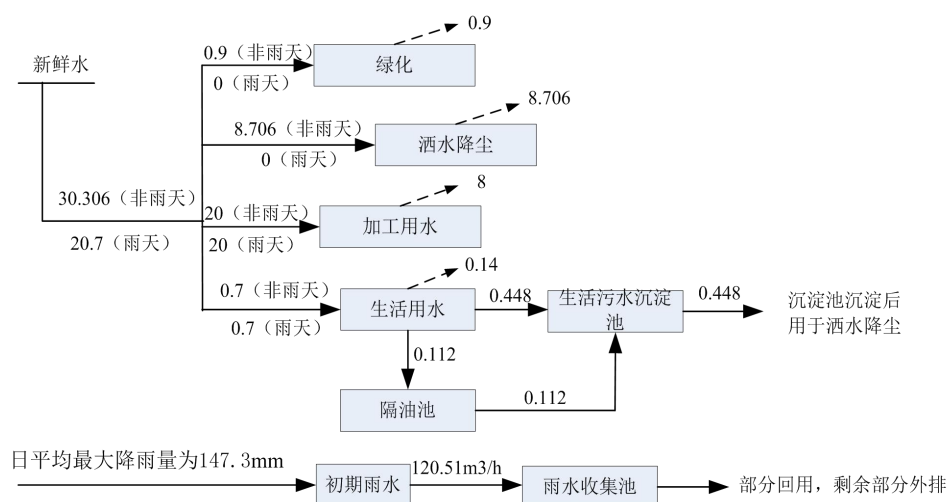 0.9
新鲜水
0.9（非雨天）
绿化
0（雨天）
8.706
8.706（非雨天）
洒水降尘
0（雨天）
8
30.306（非雨天）
20（非雨天）
加工用水
20.7（雨天）
20（雨天）
0.14
0.7（非雨天）
生活用水
0.448
生活污水沉淀
池
0.448
沉淀池沉淀后
用于洒水降尘
0.7（雨天）
0.112
隔油池
0.112
日平均最大降雨量为147.3mm
初期雨水
120.51m3/h
雨水收集池
部分回用，剩余部分外排